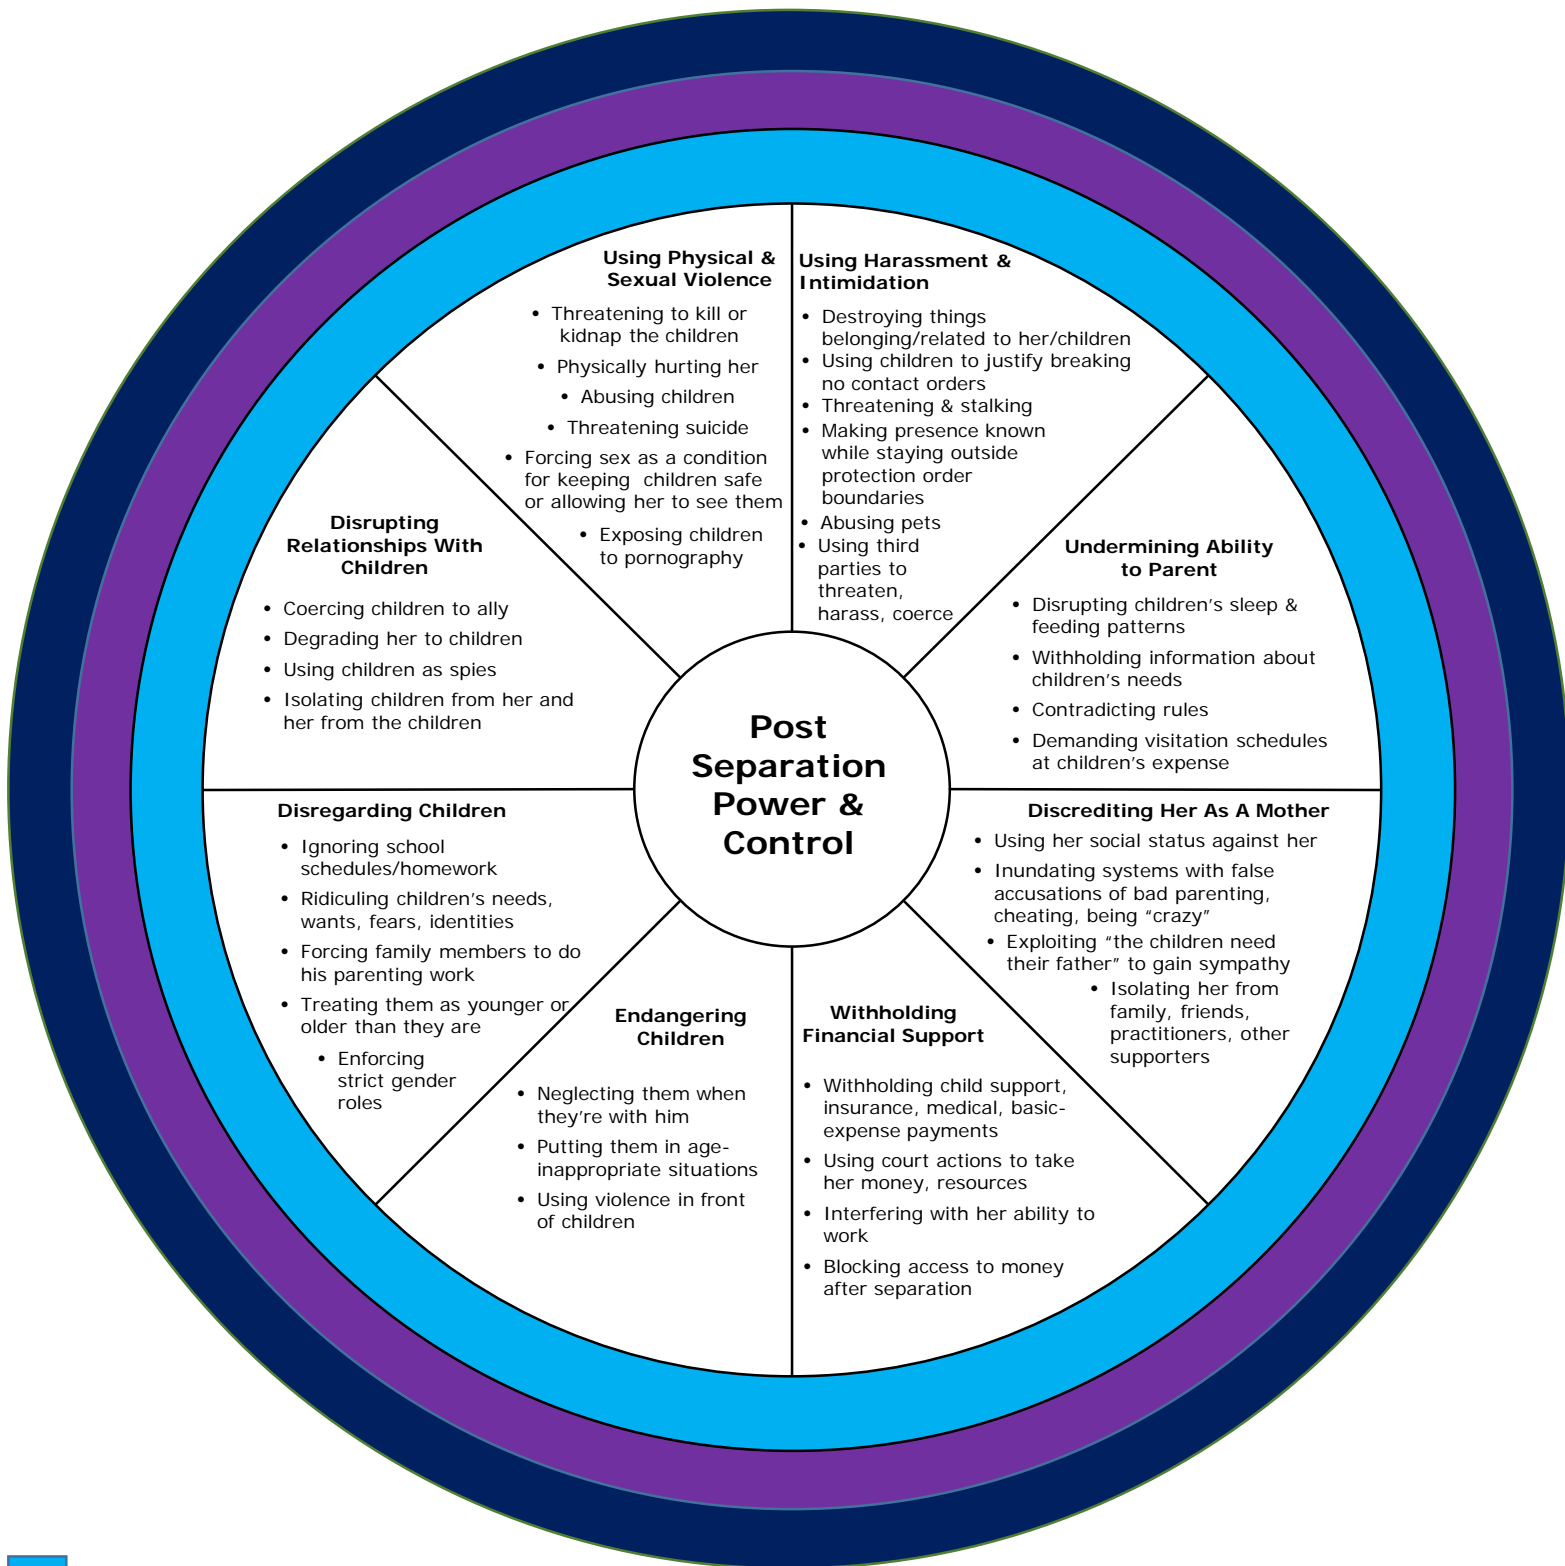 Using Physical &
Sexual Violence
• Threatening to kill or
kidnap the children
• Physically hurting her
• Abusing children
• Threatening suicide
• Forcing sex as a condition
for keeping children safe
or allowing her to see them
• Exposing children
to pornography
Using Harassment &
Intimidation
• Destroying things
belonging/related to her/children
• Using children to justify breaking
no contact orders
• Threatening & stalking
• Making presence known
while staying outside
protection order
boundaries
• Abusing pets
• Using third
parties to
threaten,
harass, coerce
Undermining Ability
to Parent
• Disrupting children’s sleep &
feeding patterns
• Withholding information about
children’s needs
• Contradicting rules
• Demanding visitation schedules
at children’s expense
Discrediting Her As A Mother
• Using her social status against her
• Inundating systems with false
accusations of bad parenting,
cheating, being “crazy”
• Exploiting “the children need
their father” to gain sympathy
• Isolating her from
family, friends,
practitioners, other
supporters
Withholding
Financial Support
• Withholding child support,
insurance, medical, basic-
expense payments
• Using court actions to take
her money, resources
• Interfering with her ability to
work
• Blocking access to money
after separation
Endangering
Children
• Neglecting them when
they’re with him
• Putting them in age-
inappropriate situations
• Using violence in front
of children
Disregarding Children
• Ignoring school
schedules/homework
• Ridiculing children’s needs,
wants, fears, identities
• Forcing family members to do
his parenting work
• Treating them as younger or
older than they are
• Enforcing
strict gender
roles
Disrupting
Relationships With
Children
• Coercing children to ally
• Degrading her to children
• Using children as spies
• Isolating children from her and
her from the children
Post
Separation
Power &
Control